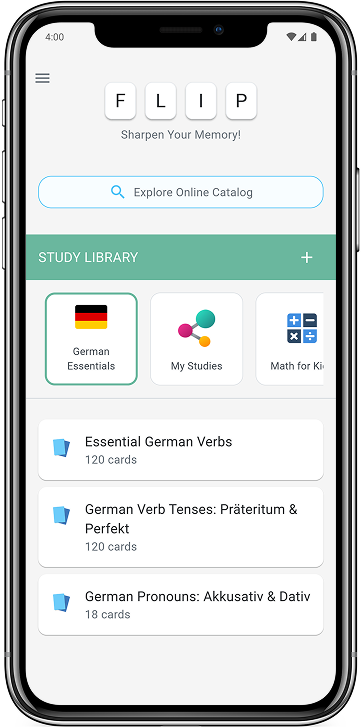 4:00
FLIP
Sharpen Your Memory!
Explore Online Catalog
STUDY LIBRARY +
German
Essentials
My Studies
Math for Ki
Essential German Verbs
120 cards
German Verb Tenses: Präteritum &
Perfekt
120 cards
German Pronouns: Akkusativ & Dativ
18 cards